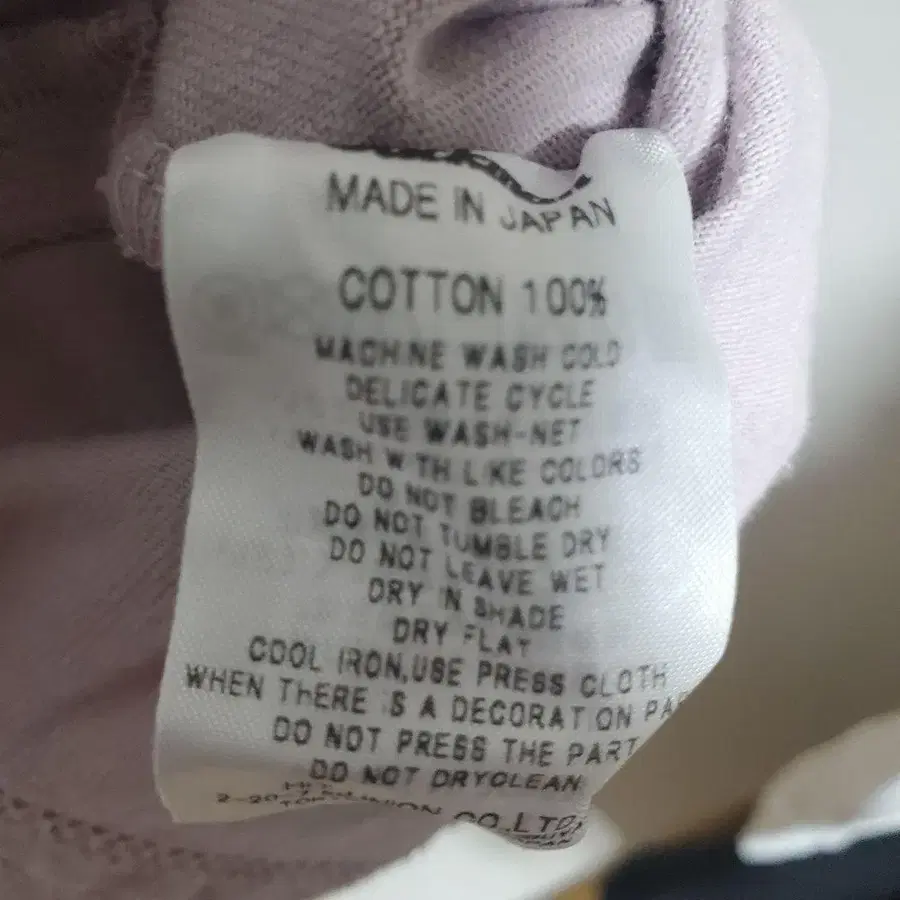 MADE IN JAPAN
COTTON 100%
MACHINE WASH COLD
DELICATE CYCLE
USE WASH-NET
WASH WITH LIKE COLORS
DO NOT BLEACH
DO NOT TUMBLE DRY
DO NOT LEAVE WET
DRY IN SHADE
DRY FLAT
COOL IRON,USE PRESS CLOTH
WHEN THERE IS A DECORATION
DO NOT PRESS THE PART
DO NOT DRYCLEAN
CO.,LTD.